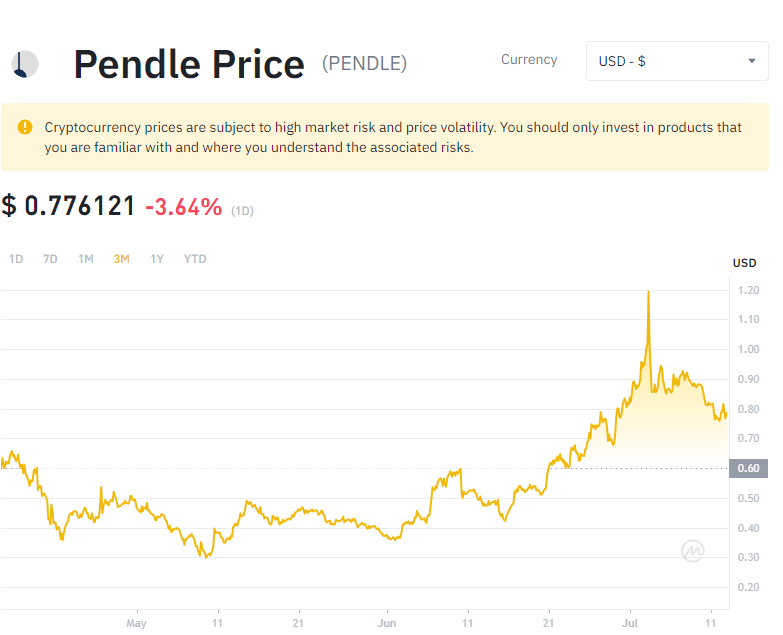 Pendle Price (PENDLE)
Currency
USD - $
Cryptocurrency prices are subject to high market risk and price volatility. You should only invest in products that
you are familiar with and where you understand the associated risks.
$ 0.776121 -3.64% (1D)
1D 7D 1M 3M 1Y YTD
USD
1.20
1.10
1.00
0.90
0.80
0.70
0.60
0.50
0.40
0.30
0.20
May 11 21 Jun 11 21 Jul 11